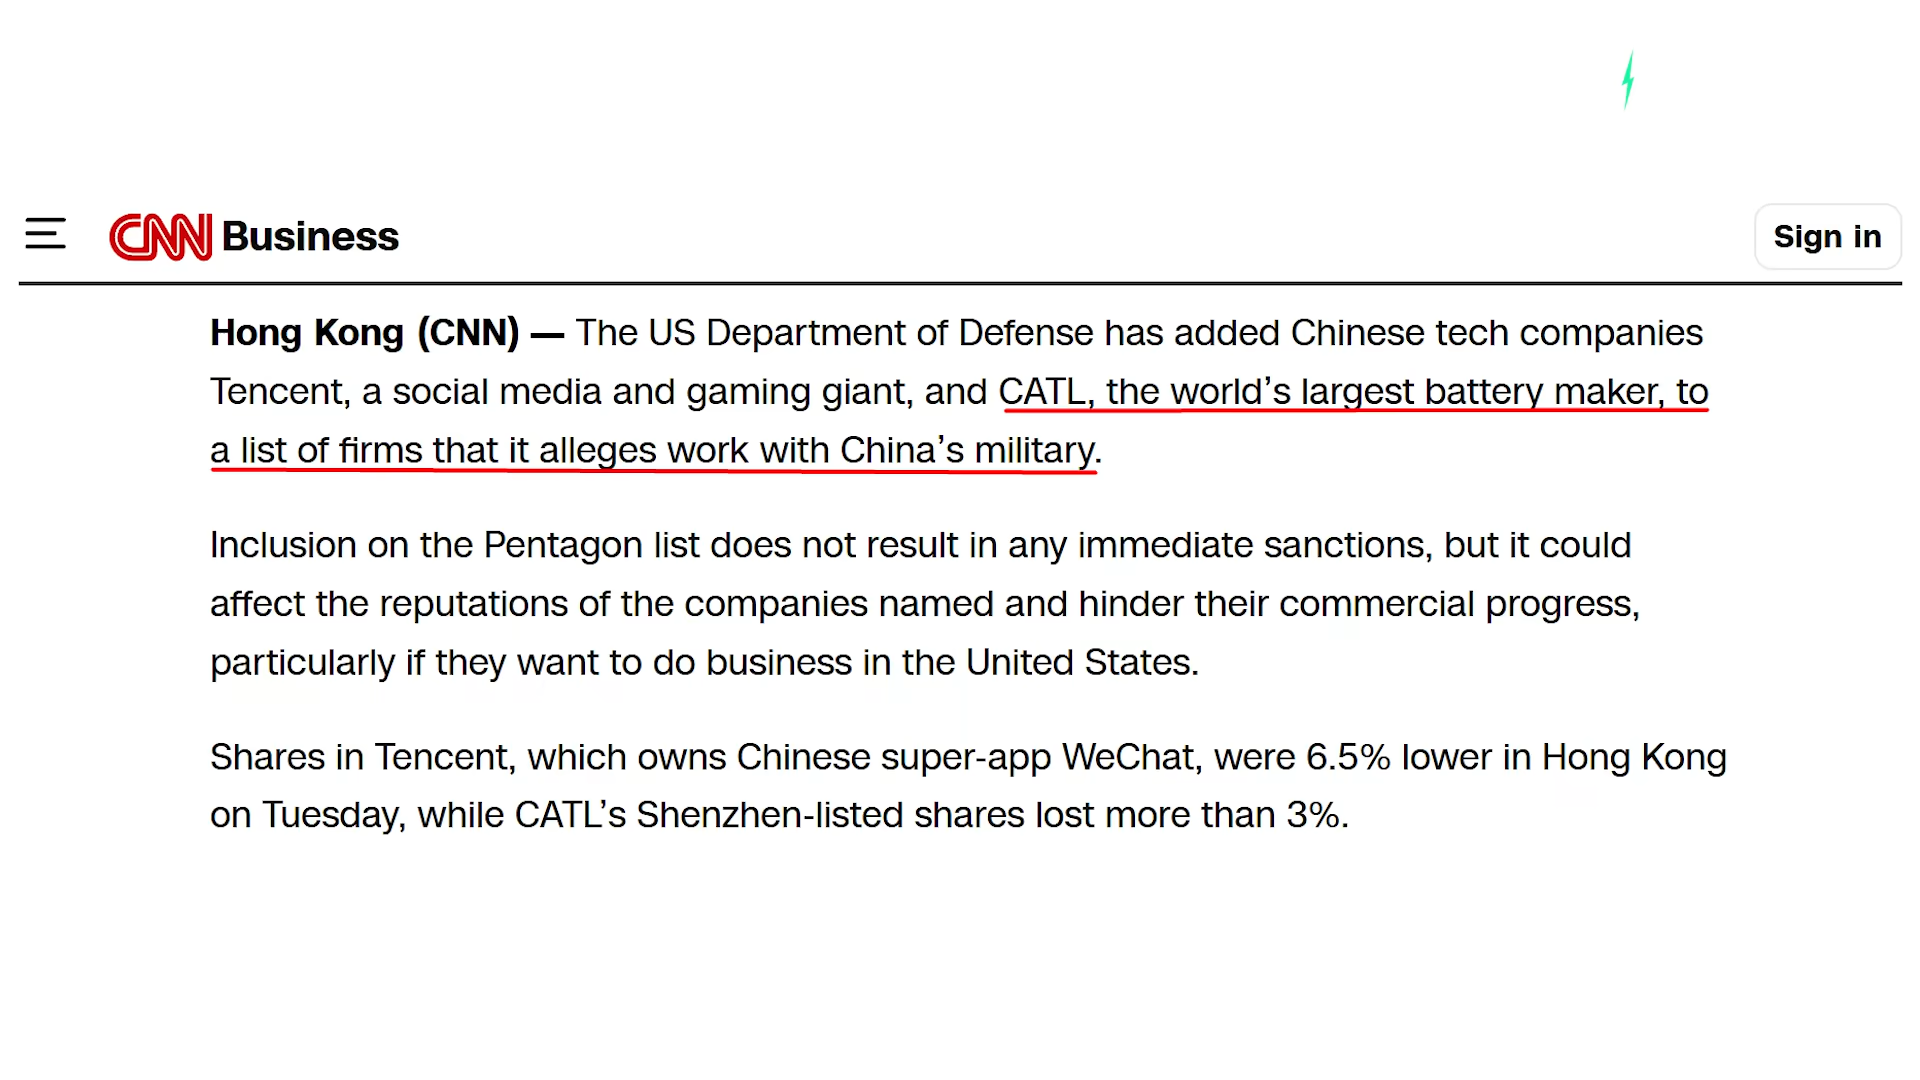 CNN Business
Sign in
Hong Kong (CNN) — The US Department of Defense has added Chinese tech companies
Tencent, a social media and gaming giant, and CATL, the world’s largest battery maker, to
a list of firms that it alleges work with China’s military.
Inclusion on the Pentagon list does not result in any immediate sanctions, but it could
affect the reputations of the companies named and hinder their commercial progress,
particularly if they want to do business in the United States.
Shares in Tencent, which owns Chinese super-app WeChat, were 6.5% lower in Hong Kong
on Tuesday, while CATL’s Shenzhen-listed shares lost more than 3%.